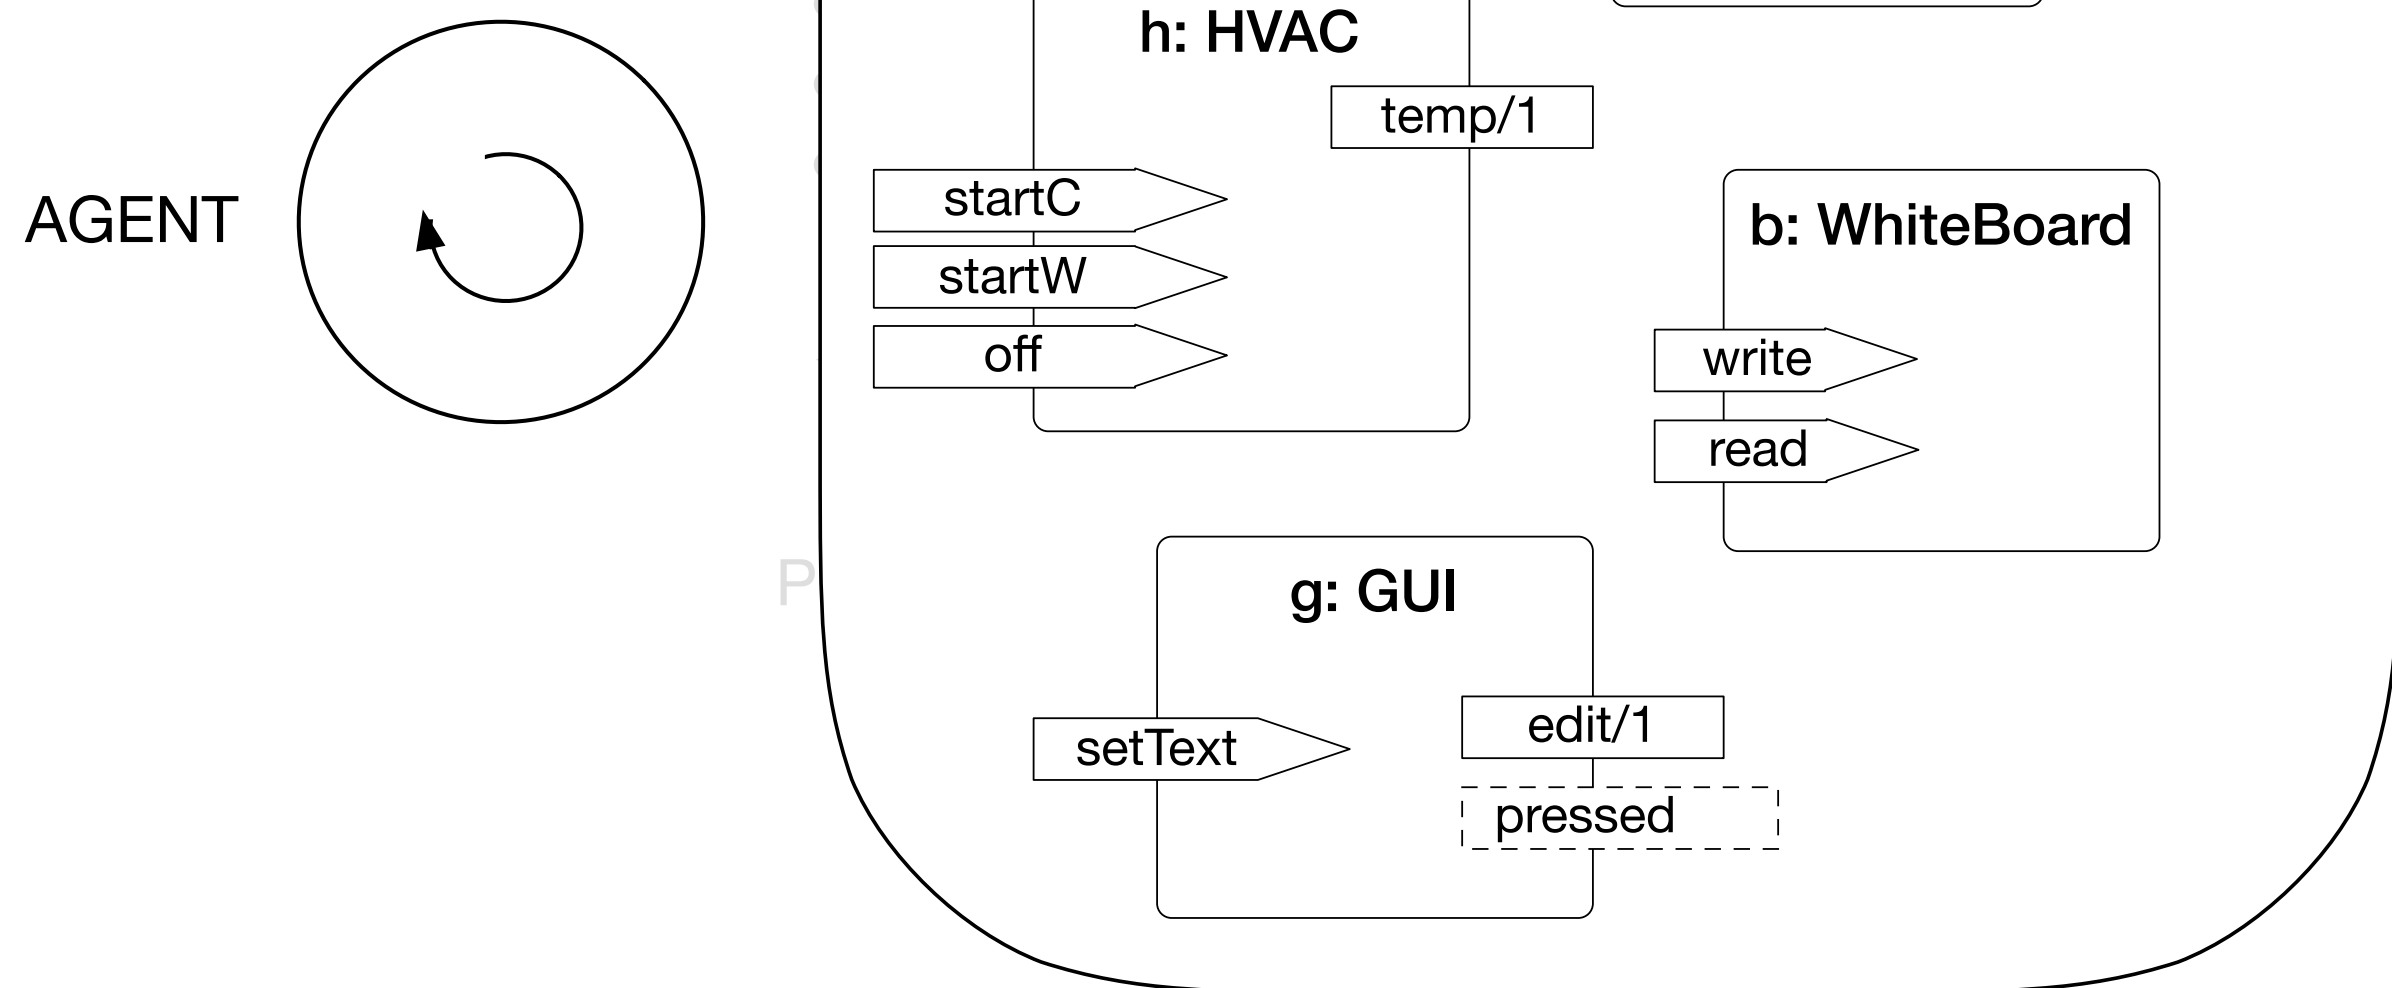 AGENT
h: HVAC
temp/1
startC
startW
off
b: WhiteBoard
write
read
P
g: GUI
setText
edit/1
pressed